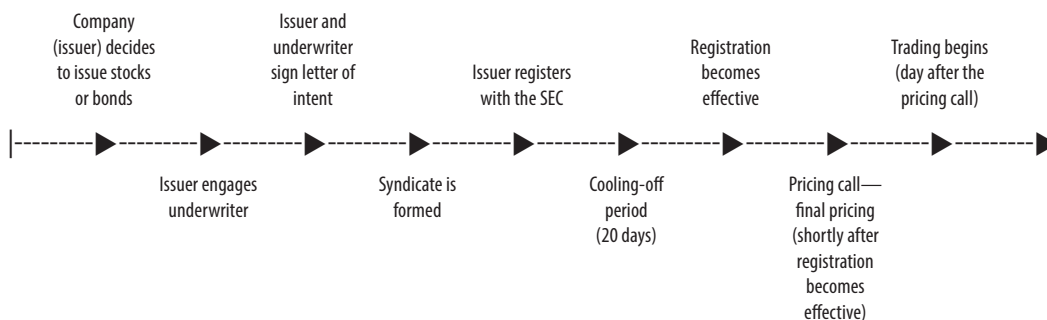 Company
(issuer) decides
to issue stocks
or bonds
Issuer engages
underwriter
Issuer and
underwriter
sign letter of
intent
Syndicate is
formed
Issuer registers
with the SEC
Cooling-off
period
(20 days)
Registration
becomes
effective
Pricing call—
final pricing
(shortly after
registration
becomes
effective)
Trading begins
(day after the
pricing call)